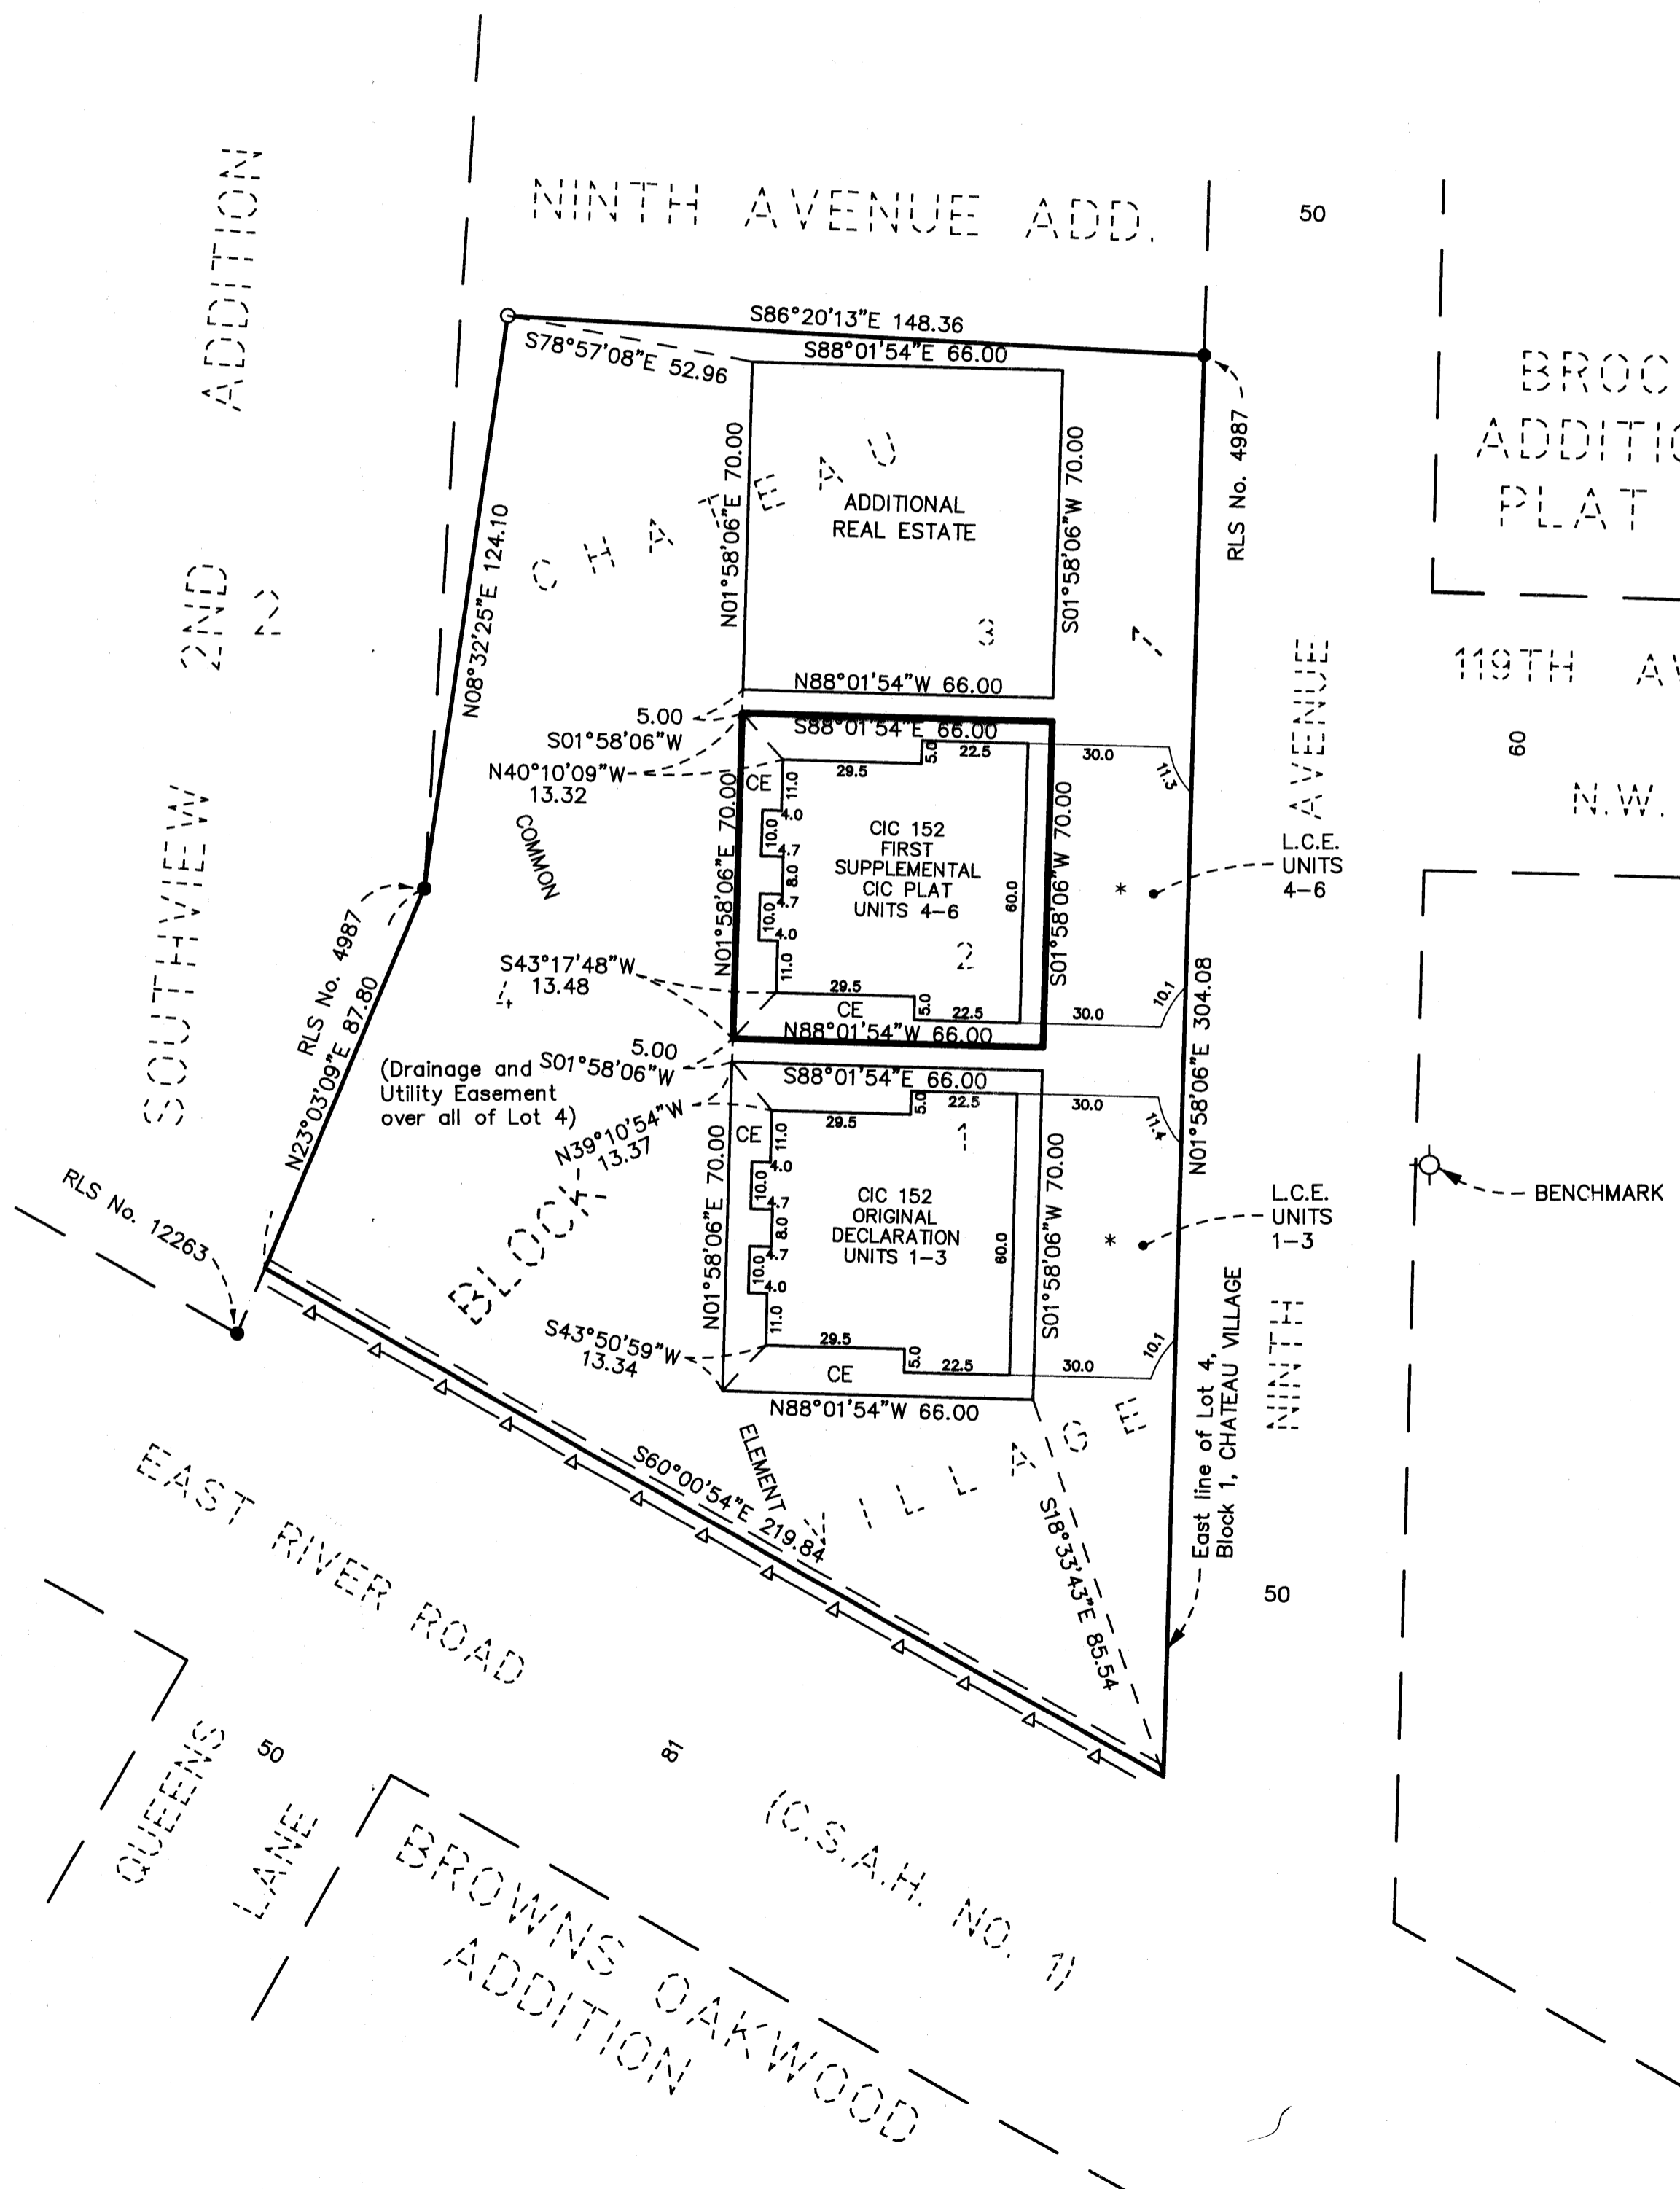 NINTH AVENUE ADD.
50
SOUTHVIEW 2ND ADDITION
2
S86°20'13"E 148.36
S78°57'08"E 52.96
S88°01'54"E 66.00
RLS No. 4987
ADDITION
PLAT
N08°32'25"E 124.10
N01°58'06"E 70.00
S01°58'06"W 70.00
CHATEAU
ADDITIONAL
REAL ESTATE
3
119TH
60
N.W.
NINTH AVENUE
N88°01'54"W 66.00
5.00
S01°58'06"W
N40°10'09"W
13.32
S88°01'54"E 66.00
5.0
22.5
29.5
30.0
11.3
CE
11.0
4.0
10.0
4.7
8.0
4.7
10.0
4.0
11.0
N01°58'06"E 70.00
CIC 152
FIRST
SUPPLEMENTAL
CIC PLAT
UNITS 4-6
2
60.0
S01°58'06"W 70.00
*
L.C.E.
UNITS
4-6
COMMON
RLS No. 4987
N23°03'09"E 87.80
S43°17'48"W
13.48
4
29.5
CE
5.0
22.5
30.0
10.1
N88°01'54"W 66.00
N01°58'06"E 304.08
5.00
S01°58'06"W
(Drainage and
Utility Easement
over all of Lot 4)
N39°10'54"W
13.37
S88°01'54"E 66.00
5.0
22.5
29.5
30.0
11.4
CE
11.0
4.0
10.0
4.7
8.0
4.7
10.0
4.0
11.0
N01°58'06"E 70.00
1
CIC 152
ORIGINAL
DECLARATION
UNITS 1-3
60.0
S01°58'06"W 70.00
*
L.C.E.
UNITS
1-3
BENCHMARK
RLS No. 12263
BLOCK 1
S43°50'59"W
13.34
29.5
CE
5.0
22.5
30.0
10.1
N88°01'54"W 66.00
ELEMENT
VILLAGE
S60°00'54"E 219.84
S18°33'43"E 85.54
East line of Lot 4,
Block 1, CHATEAU VILLAGE
50
EAST RIVER ROAD
(C.S.A.H. NO. 1)
81
QUEENS
LANE
50
BROWNS OAKWOOD
ADDITION